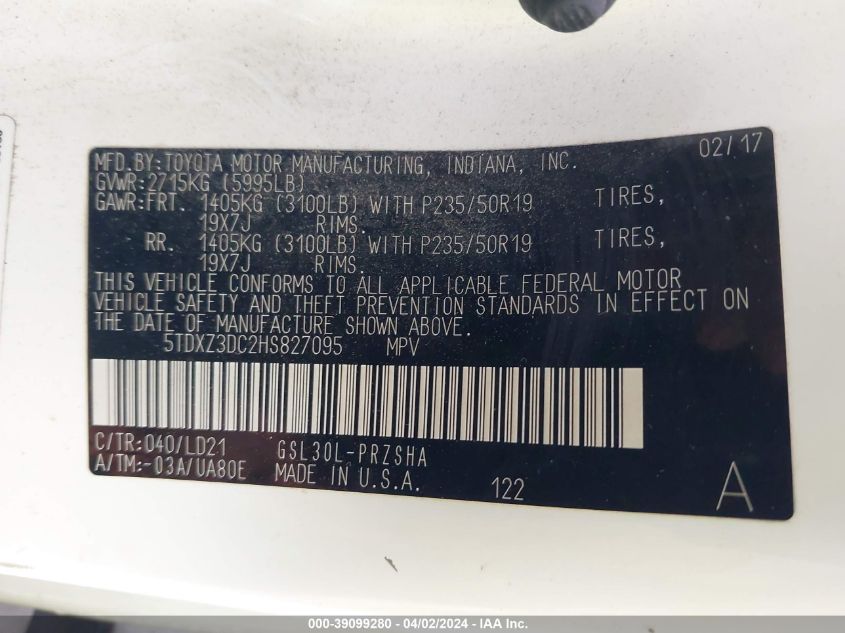 MFD.BY:TOYOTA MOTOR MANUFACTURING, INDIANA, INC. 02/17
GVWR:2715KG (5995LB)
GAWR:FRT. 1405KG (3100LB) WITH P235/50R19 TIRES,
19X7J RIMS.
RR. 1405KG (3100LB) WITH P235/50R19 TIRES,
19X7J RIMS.
THIS VEHICLE CONFORMS TO ALL APPLICABLE FEDERAL MOTOR
VEHICLE SAFETY AND THEFT PREVENTION STANDARDS IN EFFECT ON
THE DATE OF MANUFACTURE SHOWN ABOVE.
5TDXZ3DC2HS827095 MPV
C/TR:040/LD21 GSL30L-PRZSHA
A/TM:-03A/UA80E MADE IN U.S.A. 122 A
000-39099280 - 04/02/2024 - IAA Inc.